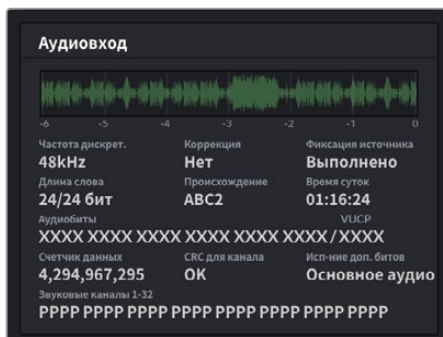 Аудиовход
-6 -5 -4 -3 -2 -1 0
Частота дискрет. Коррекция Фиксация источника
48kHz Нет Выполнено
Длина слова Происхождение Время суток
24/24 бит ABC2 01:16:24
Аудиобиты VUCP
XXXX XXXX XXXX XXXX XXXX XXXX / XXXX
Счетчик данных CRC для канала Исп-ние доп. битов
4,294,967,295 OK Основное аудио
Звуковые каналы 1-32
PPPP PPPP PPPP PPPP PPPP PPPP PPPP PPPP